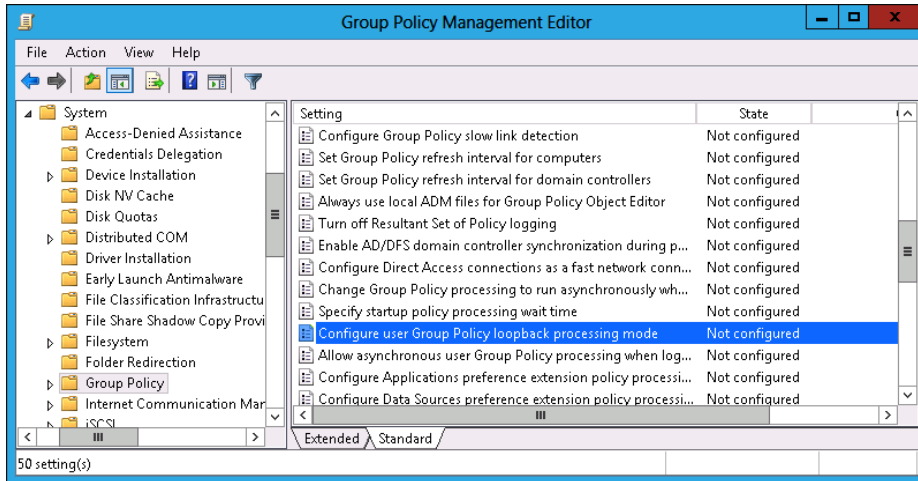 Group Policy Management Editor
File Action View Help
System
Access-Denied Assistance
Credentials Delegation
Device Installation
Disk NV Cache
Disk Quotas
Distributed COM
Driver Installation
Early Launch Antimalware
File Classification Infrastructu
File Share Shadow Copy Provi
Filesystem
Folder Redirection
Group Policy
Internet Communication Mar
iSCSI
Setting State
Configure Group Policy slow link detection Not configured
Set Group Policy refresh interval for computers Not configured
Set Group Policy refresh interval for domain controllers Not configured
Always use local ADM files for Group Policy Object Editor Not configured
Turn off Resultant Set of Policy logging Not configured
Enable AD/DFS domain controller synchronization during p... Not configured
Configure Direct Access connections as a fast network conn... Not configured
Change Group Policy processing to run asynchronously wh... Not configured
Specify startup policy processing wait time Not configured
Configure user Group Policy loopback processing mode Not configured
Allow asynchronous user Group Policy processing when log... Not configured
Configure Applications preference extension policy processi... Not configured
Configure Data Sources preference extension policy processi... Not configured
Extended Standard
50 setting(s)